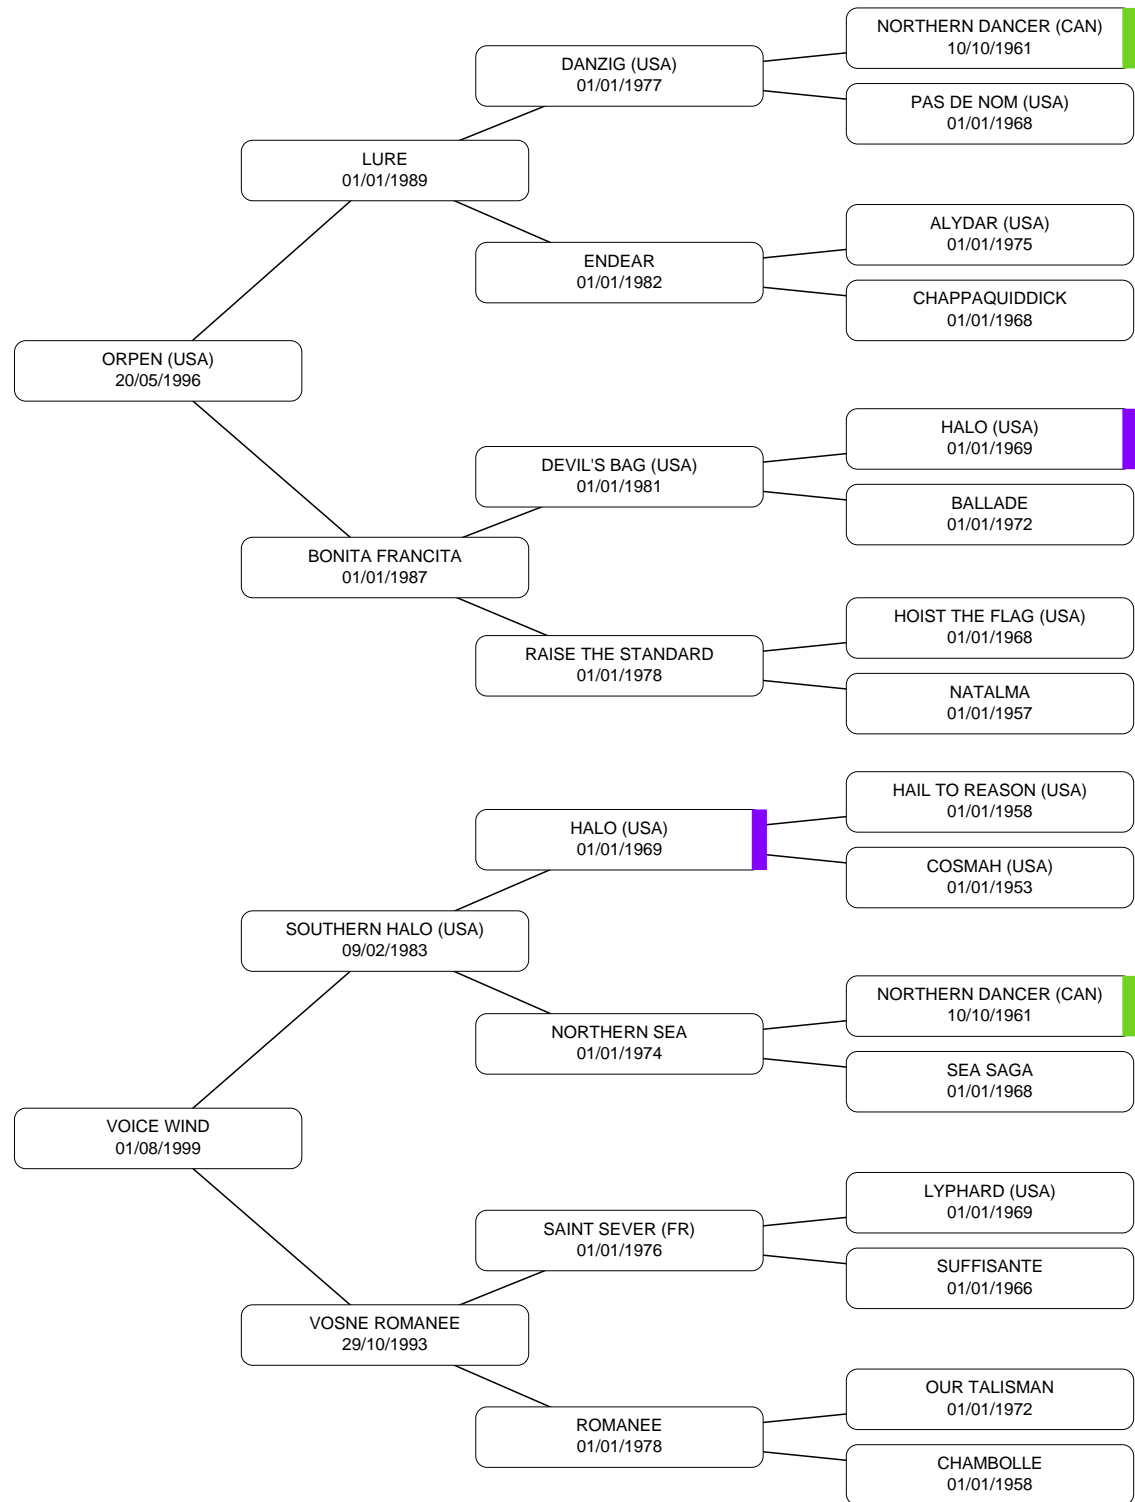 NORTHERN DANCER (CAN)
10/10/1961
DANZIG (USA)
01/01/1977
PAS DE NOM (USA)
01/01/1968
LURE
01/01/1989
ALYDAR (USA)
01/01/1975
ENDEAR
01/01/1982
CHAPPAQUIDDICK
01/01/1968
ORPEN (USA)
20/05/1996
HALO (USA)
01/01/1969
DEVIL'S BAG (USA)
01/01/1981
BALLADE
01/01/1972
BONITA FRANCITA
01/01/1987
HOIST THE FLAG (USA)
01/01/1968
RAISE THE STANDARD
01/01/1978
NATALMA
01/01/1957
HAIL TO REASON (USA)
01/01/1958
HALO (USA)
01/01/1969
COSMAH (USA)
01/01/1953
SOUTHERN HALO (USA)
09/02/1983
NORTHERN DANCER (CAN)
10/10/1961
NORTHERN SEA
01/01/1974
SEA SAGA
01/01/1968
VOICE WIND
01/08/1999
LYPHARD (USA)
01/01/1969
SAINT SEVER (FR)
01/01/1976
SUFFISANTE
01/01/1966
VOSNE ROMANEE
29/10/1993
OUR TALISMAN
01/01/1972
ROMANEE
01/01/1978
CHAMBOLLE
01/01/1958